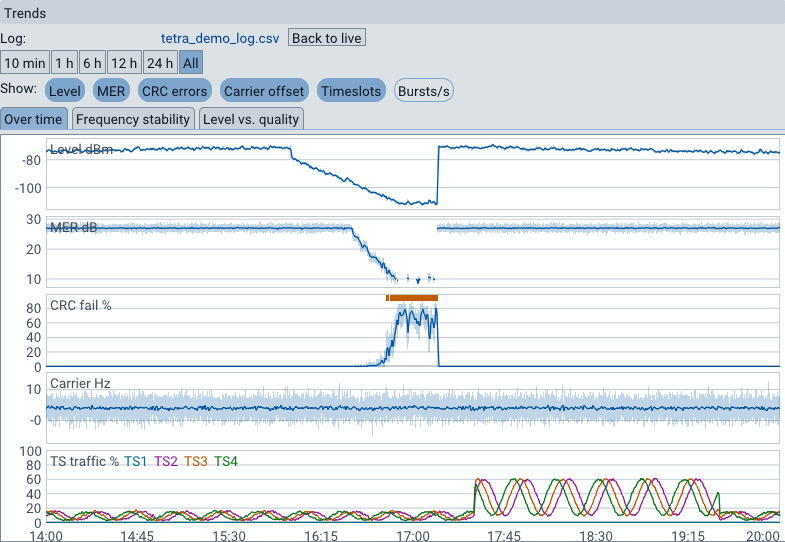 Trends
Log: tetra_demo_log.csv Back to live
10 min 1 h 6 h 12 h 24 h All
Show: Level MER CRC errors Carrier offset Timeslots Bursts/s
Over time Frequency stability Level vs. quality
Level dBm
-80
-100
30
MER dB
20
10
CRC fail %
80
60
40
20
0
Carrier Hz
10
-0
100
TS traffic % TS1 TS2 TS3 TS4
80
60
40
20
0
14:00 14:45 15:30 16:15 17:00 17:45 18:30 19:15 20:00